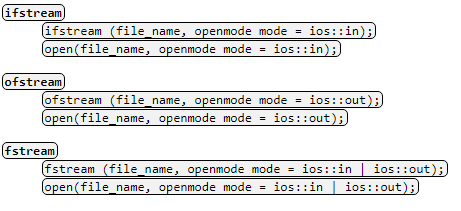 ifstream
ifstream (file_name, openmode mode = ios::in);
open(file_name, openmode mode = ios::in);
ofstream
ofstream (file_name, openmode mode = ios::out);
open(file_name, openmode mode = ios::out);
fstream
fstream (file_name, openmode mode = ios::in | ios::out);
open(file_name, openmode mode = ios::in | ios::out);